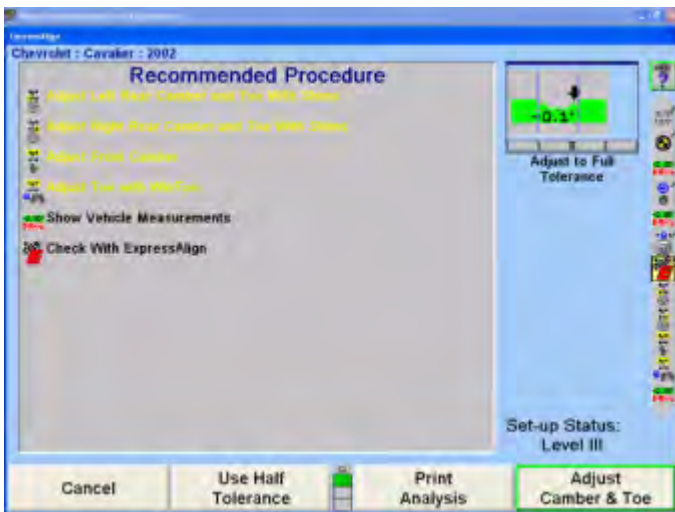 ExpressAlign
Chevrolet : Cavalier : 2002
Recommended Procedure
Adjust Left Rear Camber and Toe With Shims
Adjust Right Rear Camber and Toe With Shims
Adjust Front Camber
Adjust Toe with WinToe
Show Vehicle Measurements
Check With ExpressAlign
-0.1°
Adjust to Full
Tolerance
Set-up Status:
Level III
Cancel
Use Half
Tolerance
Print
Analysis
Adjust
Camber & Toe